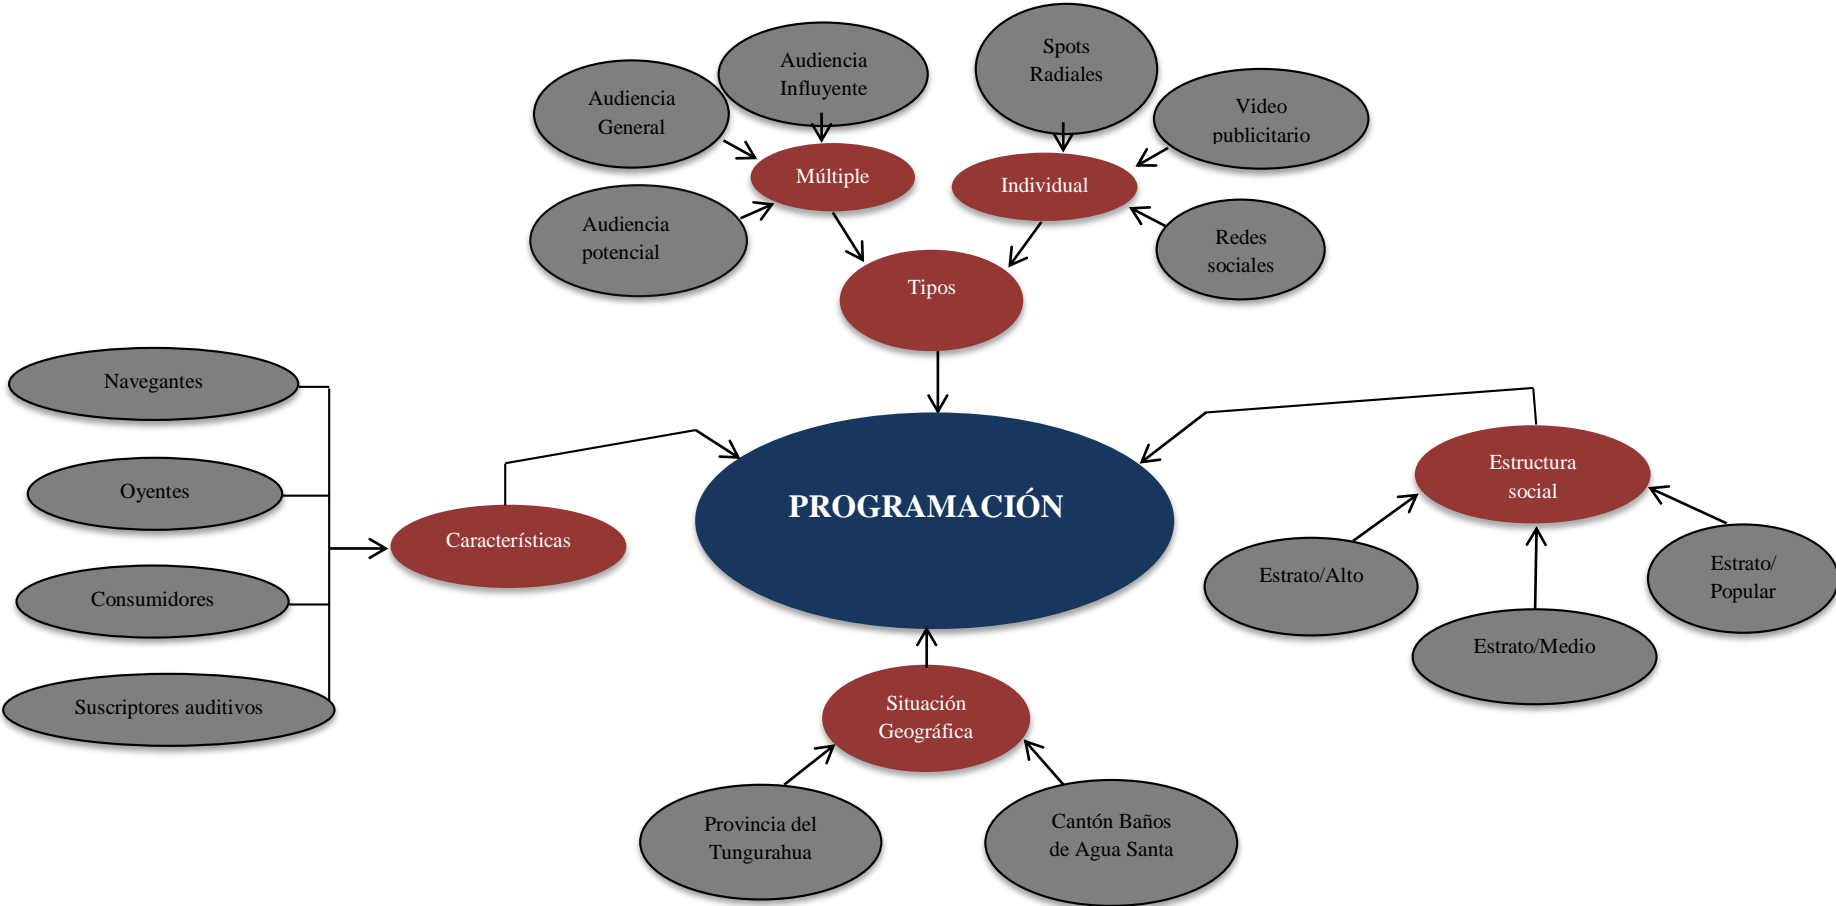 Spots
Radiales
Audiencia
Influyente
Audiencia
General
Video
publicitario
Múltiple
Individual
Audiencia
potencial
Redes
sociales
Tipos
Navegantes
Oyentes
Consumidores
Suscriptores auditivos
Características
PROGRAMACIÓN
Estructura
social
Estrato/Alto
Estrato/Medio
Estrato/
Popular
Situación
Geográfica
Provincia del
Tungurahua
Cantón Baños
de Agua Santa